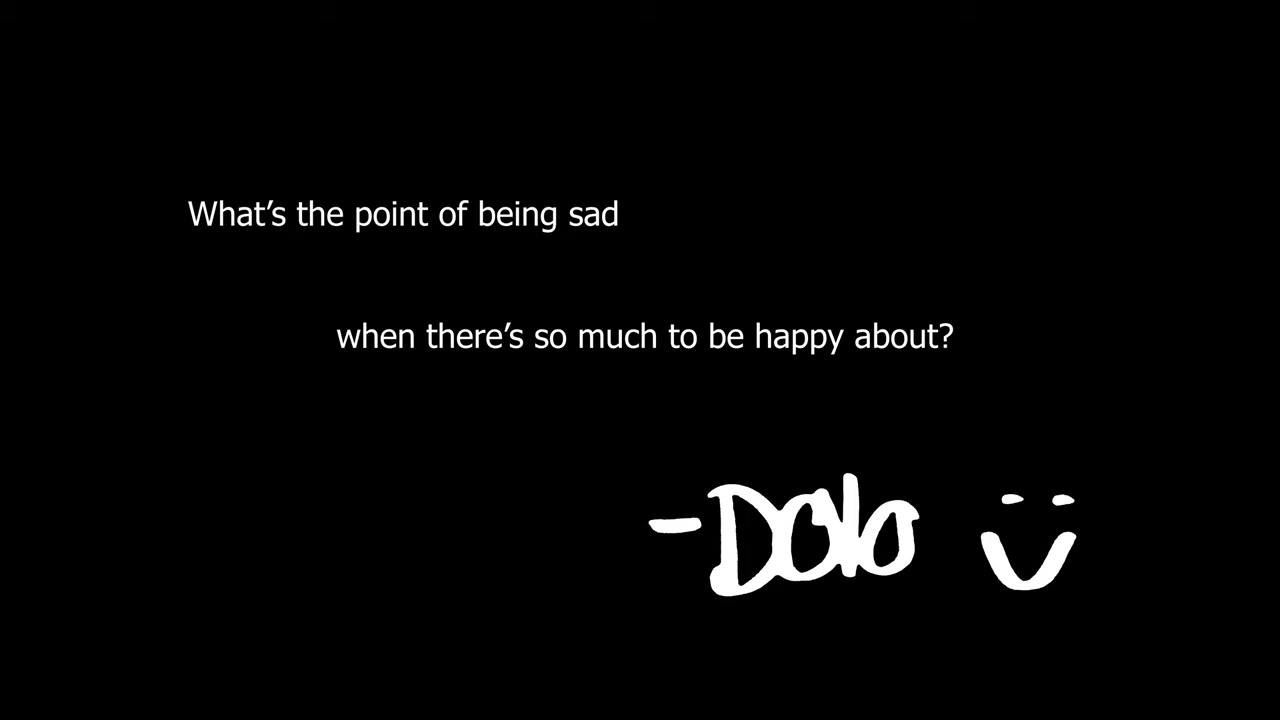 What’s the point of being sad
when there’s so much to be happy about?
-Dolo